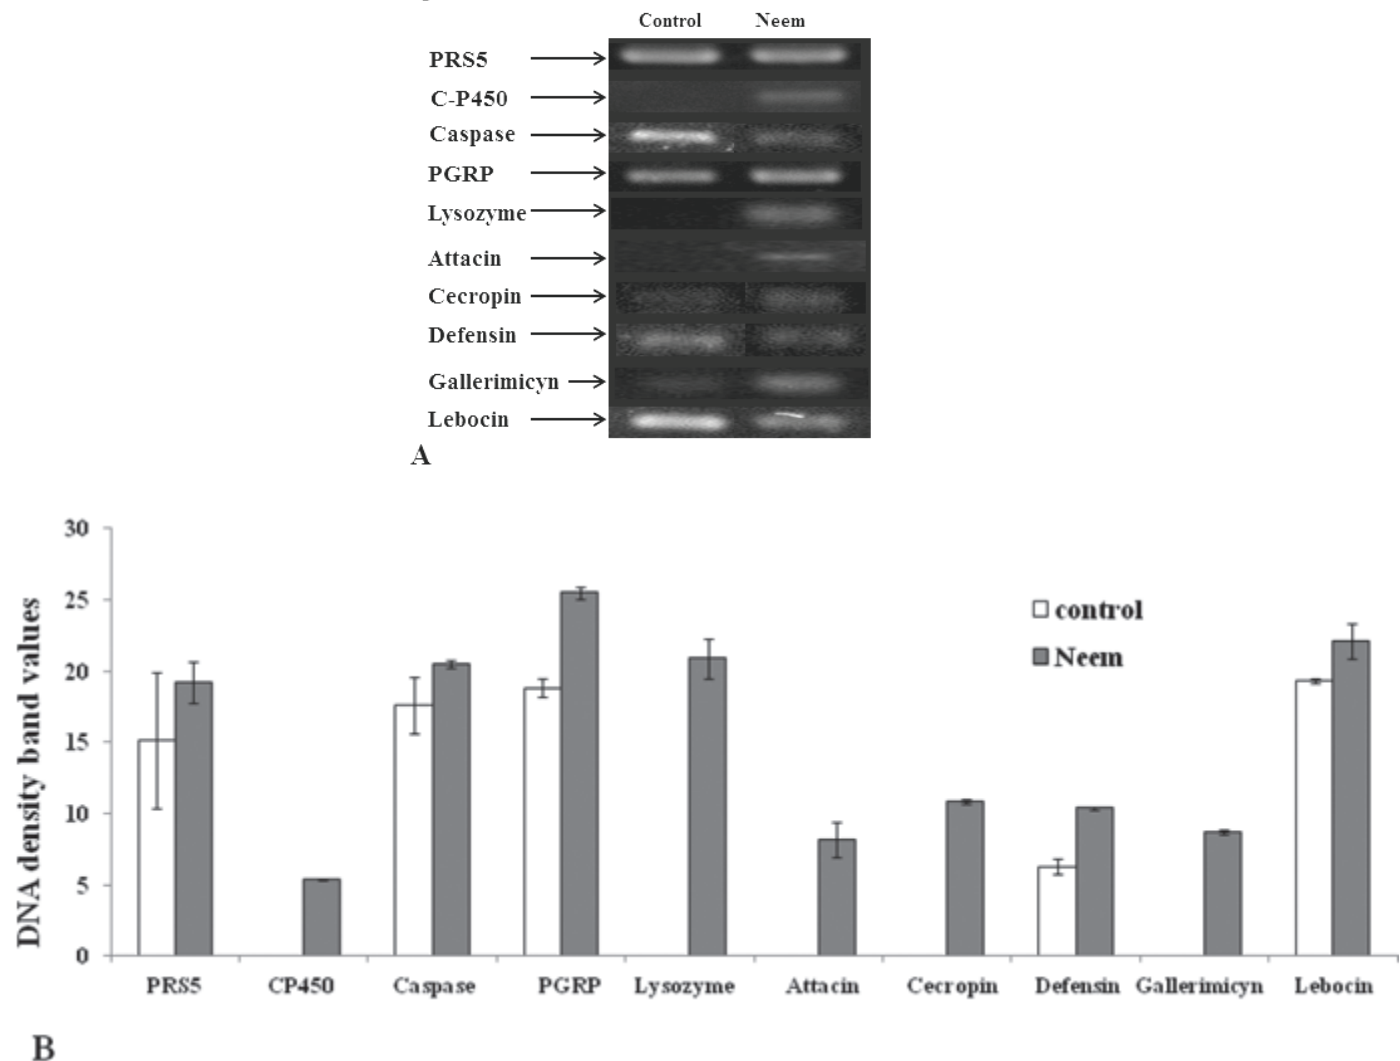 Control Neem
PRS5
C-P450
Caspase
PGRP
Lysozyme
Attacin
Cecropin
Defensin
Gallerimicyn
Lebocin
A
DNA density band values
30
25
20
15
10
5
0
control
Neem
PRS5 CP450 Caspase PGRP Lysozyme Attacin Cecropin Defensin Gallerimicyn Lebocin
B